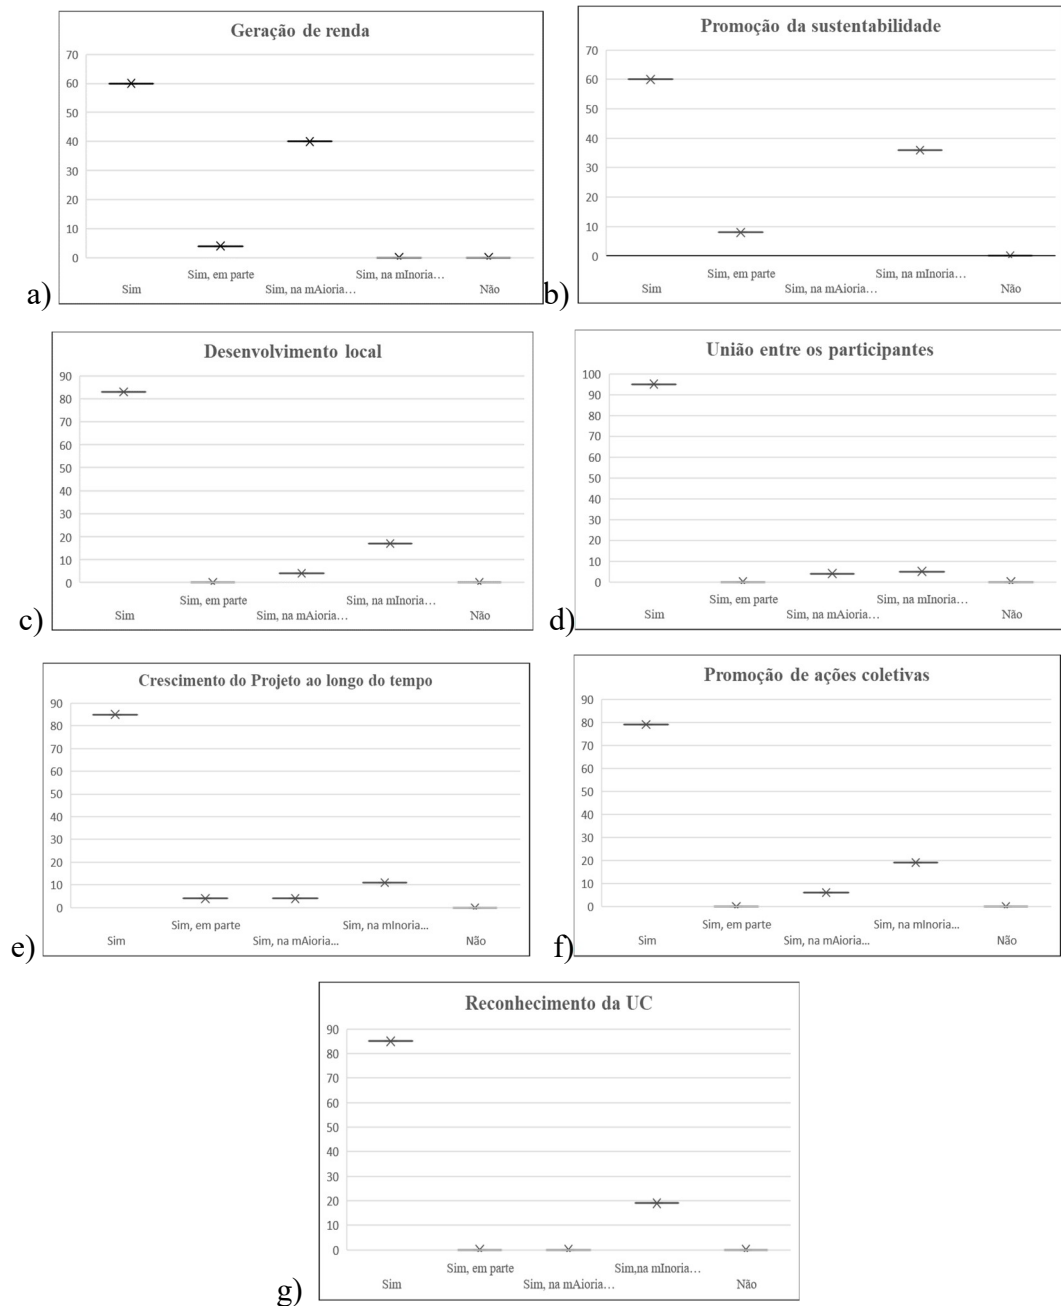 Geração de renda
70
60
50
40
30
20
10
0
Sim, em parte
Sim, na mInoria…
Sim
Sim, na mAioria…
Não
a)
Promoção da sustentabilidade
70
60
50
40
30
20
10
0
Sim, em parte
Sim, na mInoria…
Sim
Sim, na mAioria…
Não
b)
Desenvolvimento local
90
80
70
60
50
40
30
20
10
0
Sim, em parte
Sim, na mInoria…
Sim
Sim, na mAioria…
Não
c)
União entre os participantes
100
90
80
70
60
50
40
30
20
10
0
Sim, em parte
Sim, na mInoria…
Sim
Sim, na mAioria…
Não
d)
Crescimento do Projeto ao longo do tempo
90
80
70
60
50
40
30
20
10
0
Sim, em parte
Sim, na mInoria...
Sim
Sim, na mAioria...
Não
e)
Promoção de ações coletivas
90
80
70
60
50
40
30
20
10
0
Sim, em parte
Sim, na mInoria...
Sim
Sim, na mAioria...
Não
f)
Reconhecimento da UC
90
80
70
60
50
40
30
20
10
0
Sim, em parte
Sim,na mInoria…
Sim
Sim, na mAioria…
Não
g)